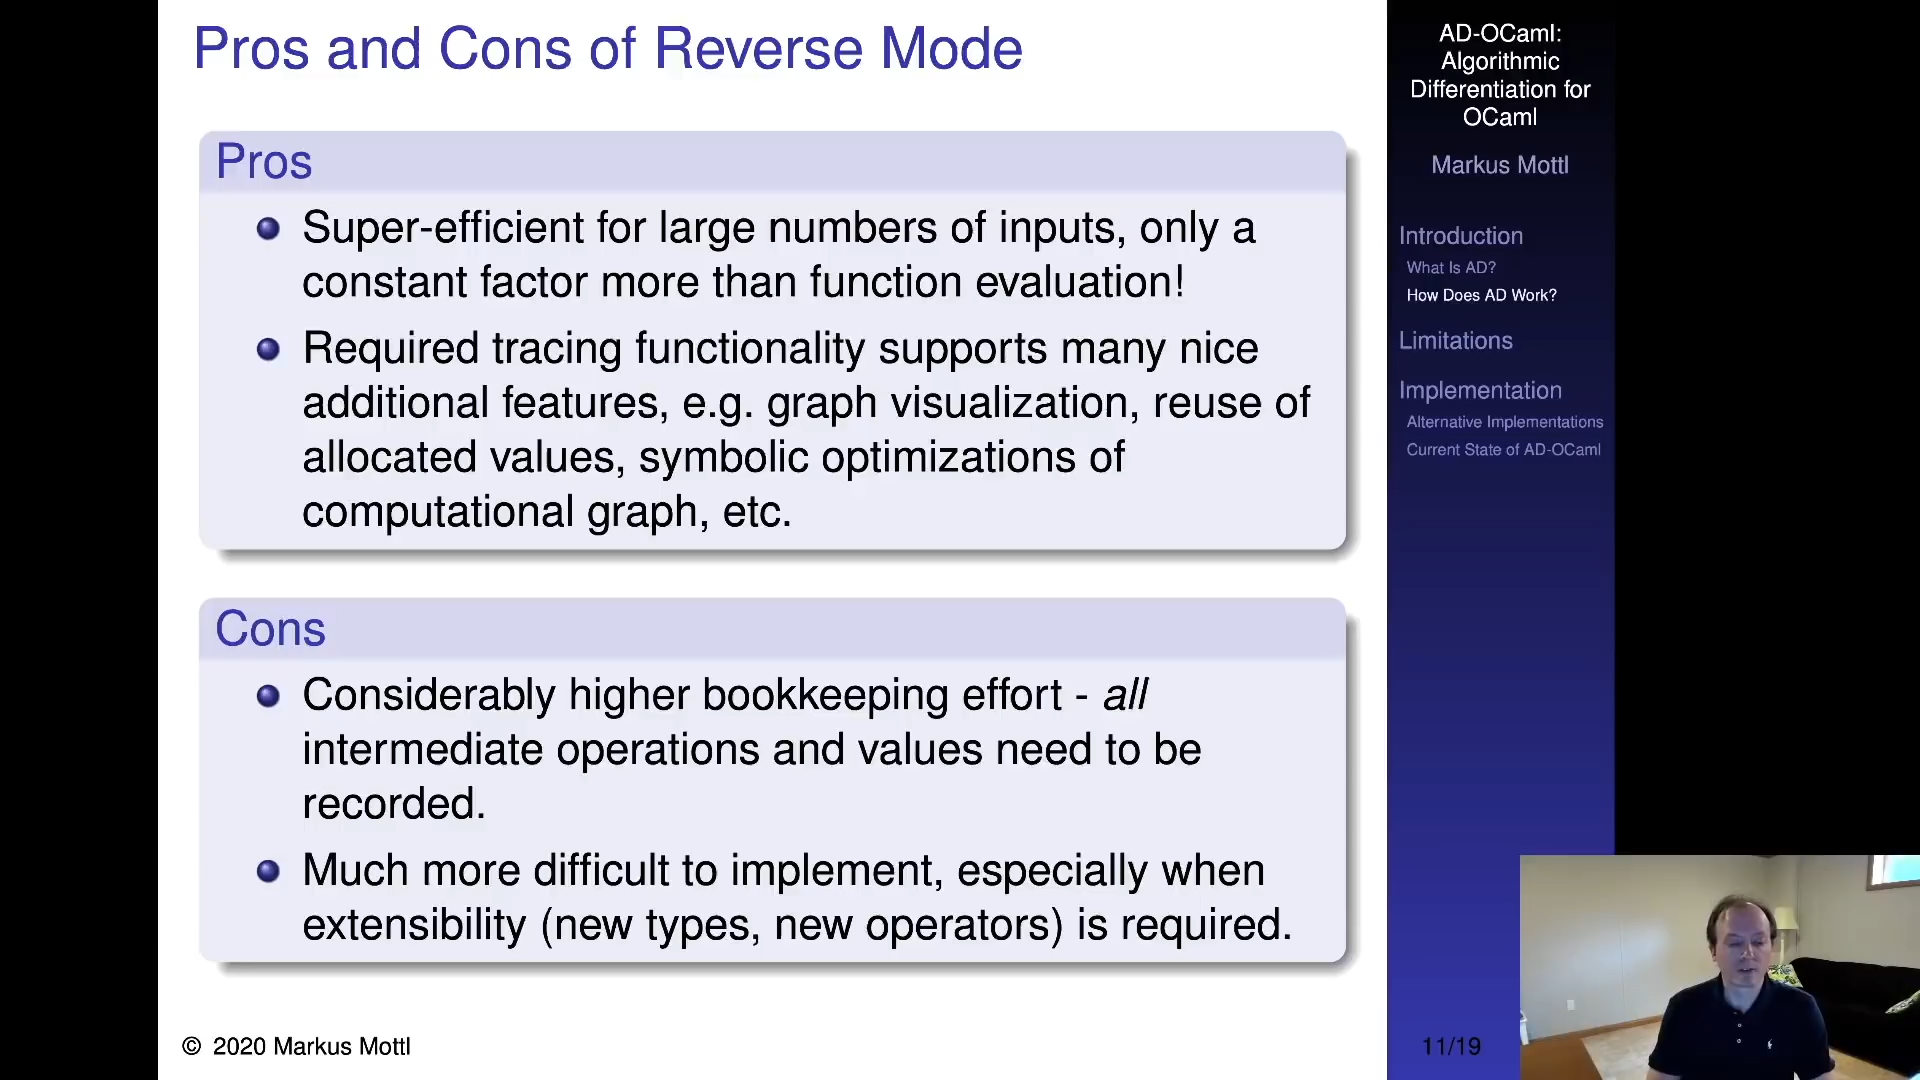 Pros and Cons of Reverse Mode
Pros
Super-efficient for large numbers of inputs, only a
constant factor more than function evaluation!
Required tracing functionality supports many nice
additional features, e.g. graph visualization, reuse of
allocated values, symbolic optimizations of
computational graph, etc.
Cons
Considerably higher bookkeeping effort - all
intermediate operations and values need to be
recorded.
Much more difficult to implement, especially when
extensibility (new types, new operators) is required.
© 2020 Markus Mottl
AD-OCaml:
Algorithmic
Differentiation for
OCaml
Markus Mottl
Introduction
What Is AD?
How Does AD Work?
Limitations
Implementation
Alternative Implementations
Current State of AD-OCaml
11/19